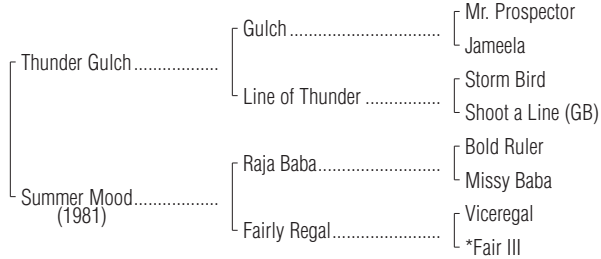 Mr. Prospector
Gulch
Jameela
Thunder Gulch
Storm Bird
Line of Thunder
Shoot a Line (GB)
Bold Ruler
Raja Baba
Missy Baba
Summer Mood
(1981)
Viceregal
Fairly Regal
*Fair III